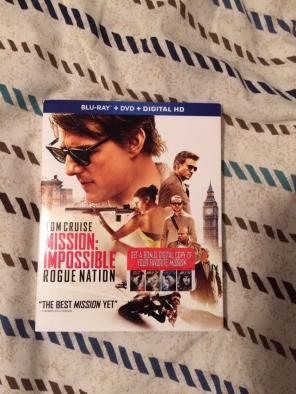 BLU-RAY + DVD + DIGITAL HD
TOM CRUISE
MISSION:
IMPOSSIBLE
ROGUE NATION
GET A BONUS DIGITAL COPY OF
YOUR FAVORITE MISSION
"THE BEST MISSION YET"